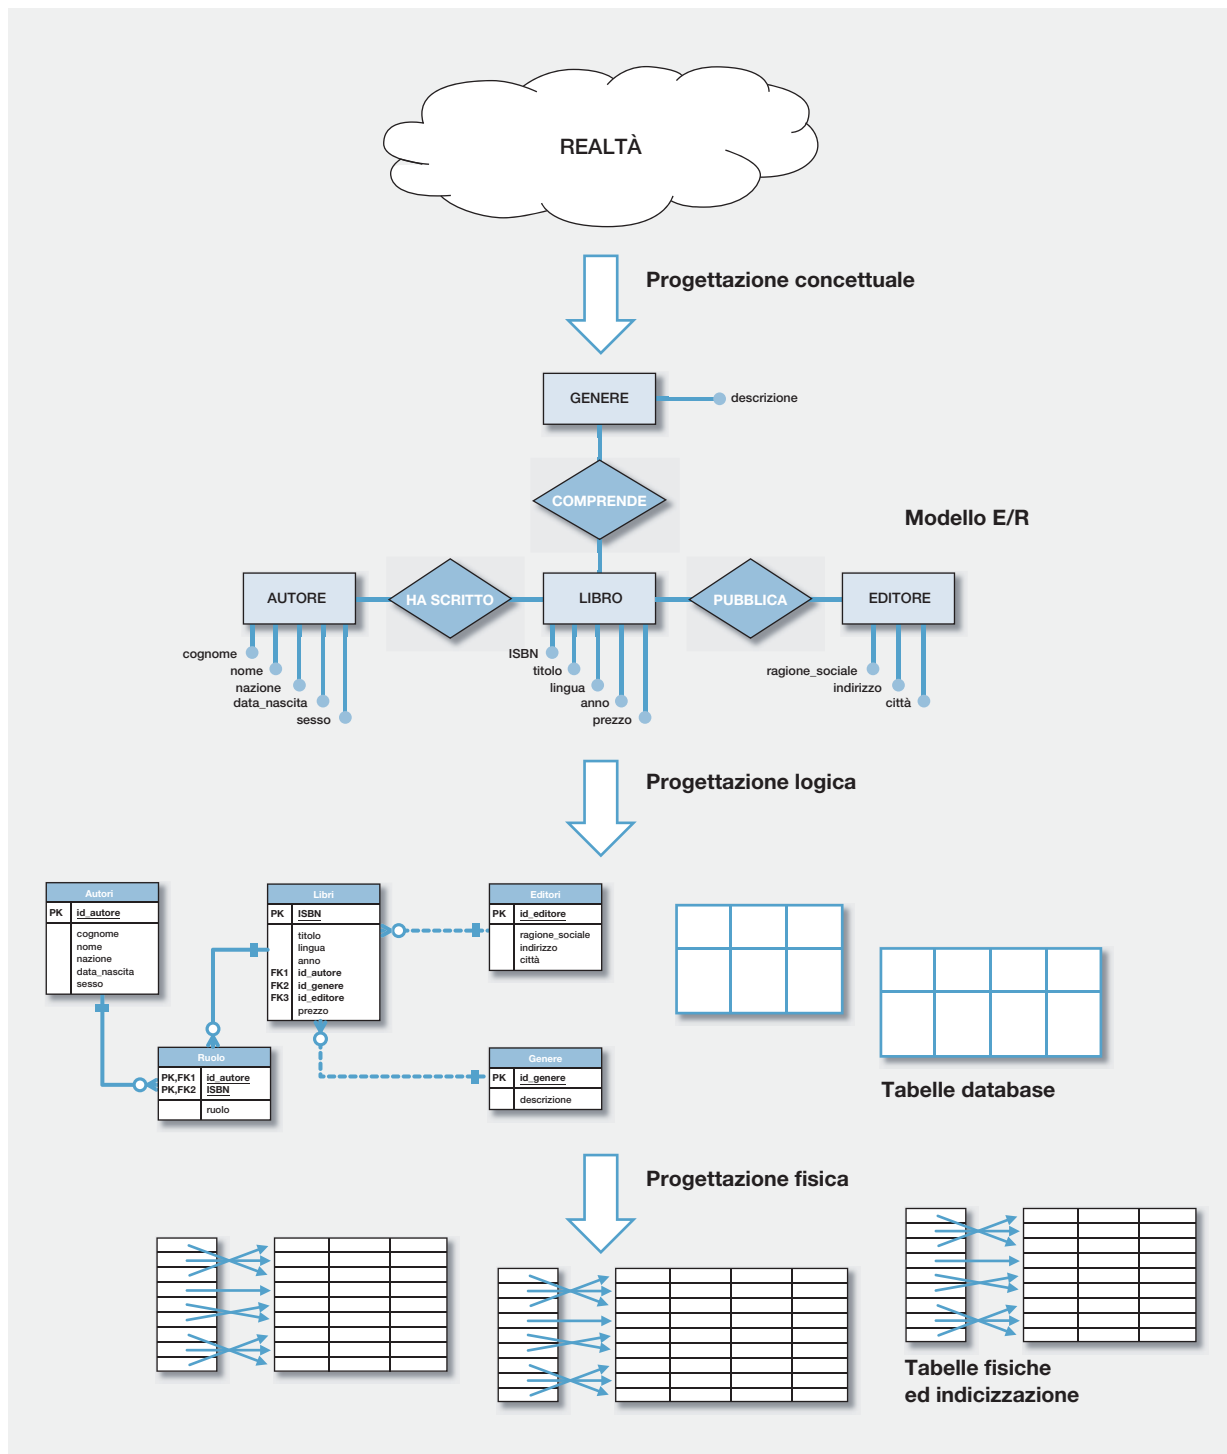 REALTÀ
Progettazione concettuale
GENERE
descrizione
COMPRENDE
Modello E/R
AUTORE
HA SCRITTO
LIBRO
PUBBLICA
EDITORE
cognome
nome
nazione
data_nascita
sesso
ISBN
titolo
lingua
anno
prezzo
ragione_sociale
indirizzo
città
Progettazione logica
Autori
PK id_autore
cognome
nome
nazione
data_nascita
sesso
Libri
PK ISBN
titolo
lingua
anno
FK1 id_autore
FK2 id_genere
FK3 id_editore
prezzo
Editori
PK id_editore
ragione_sociale
indirizzo
città
Ruolo
PK,FK1 id_autore
PK,FK2 ISBN
ruolo
Genere
PK id_genere
descrizione
Tabelle database
Progettazione fisica
Tabelle fisiche
ed indicizzazione